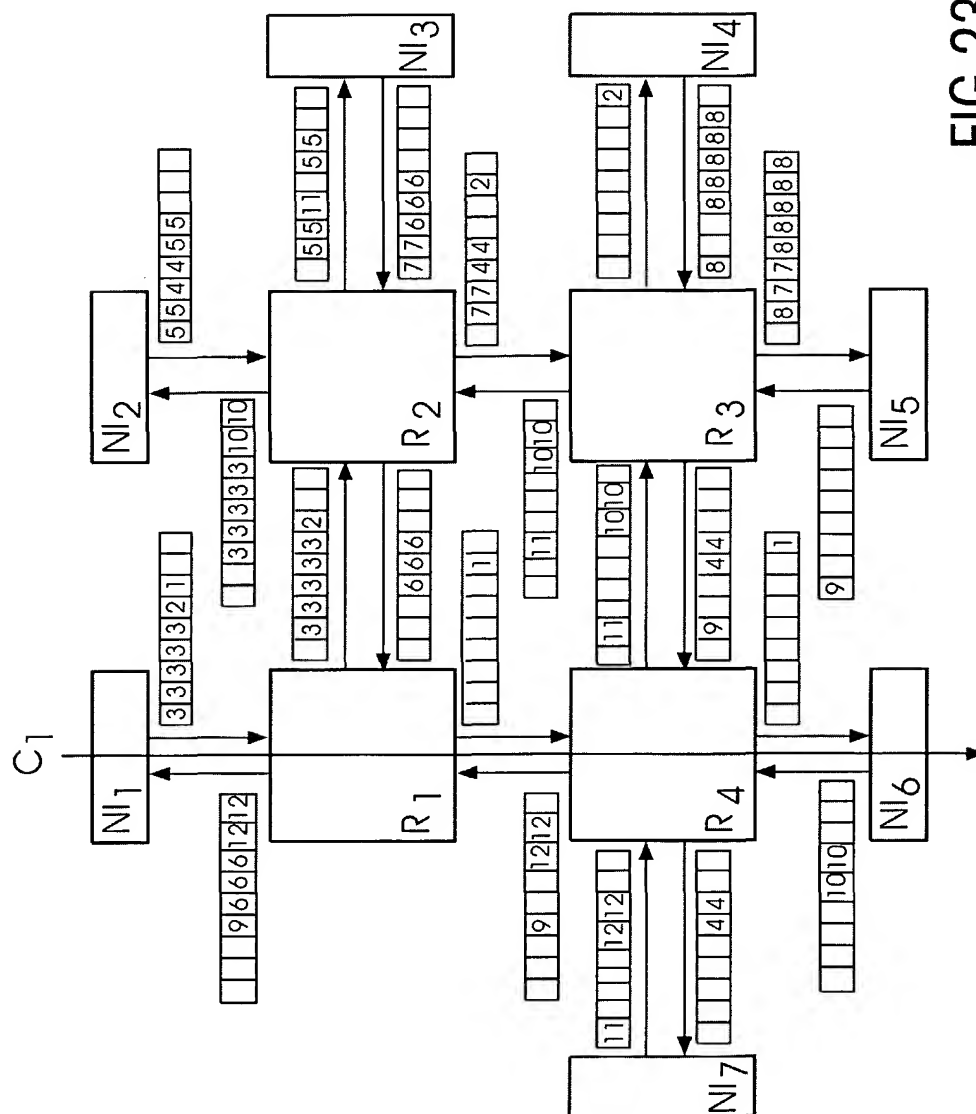 C1
NI1
NI2
3 3 3 3 3 2 1
5 5 4 4 5 5
9 6 6 6 12 12
3 3 3 3 3 10 10
R1
R2
NI3
3 3 3 3 3 2
5 5 11 5 5
6 6 6
7 7 6 6 6
1
7 7 4 4 2
9 12 12
11 10 10
R4
R3
NI4
NI7
11 12 12
11 10 10
2
4 4
9 4 4
8 8 8 8 8 8
1
8 7 7 8 8 8 8 8
10 10
9
NI6
NI5
FIG 23